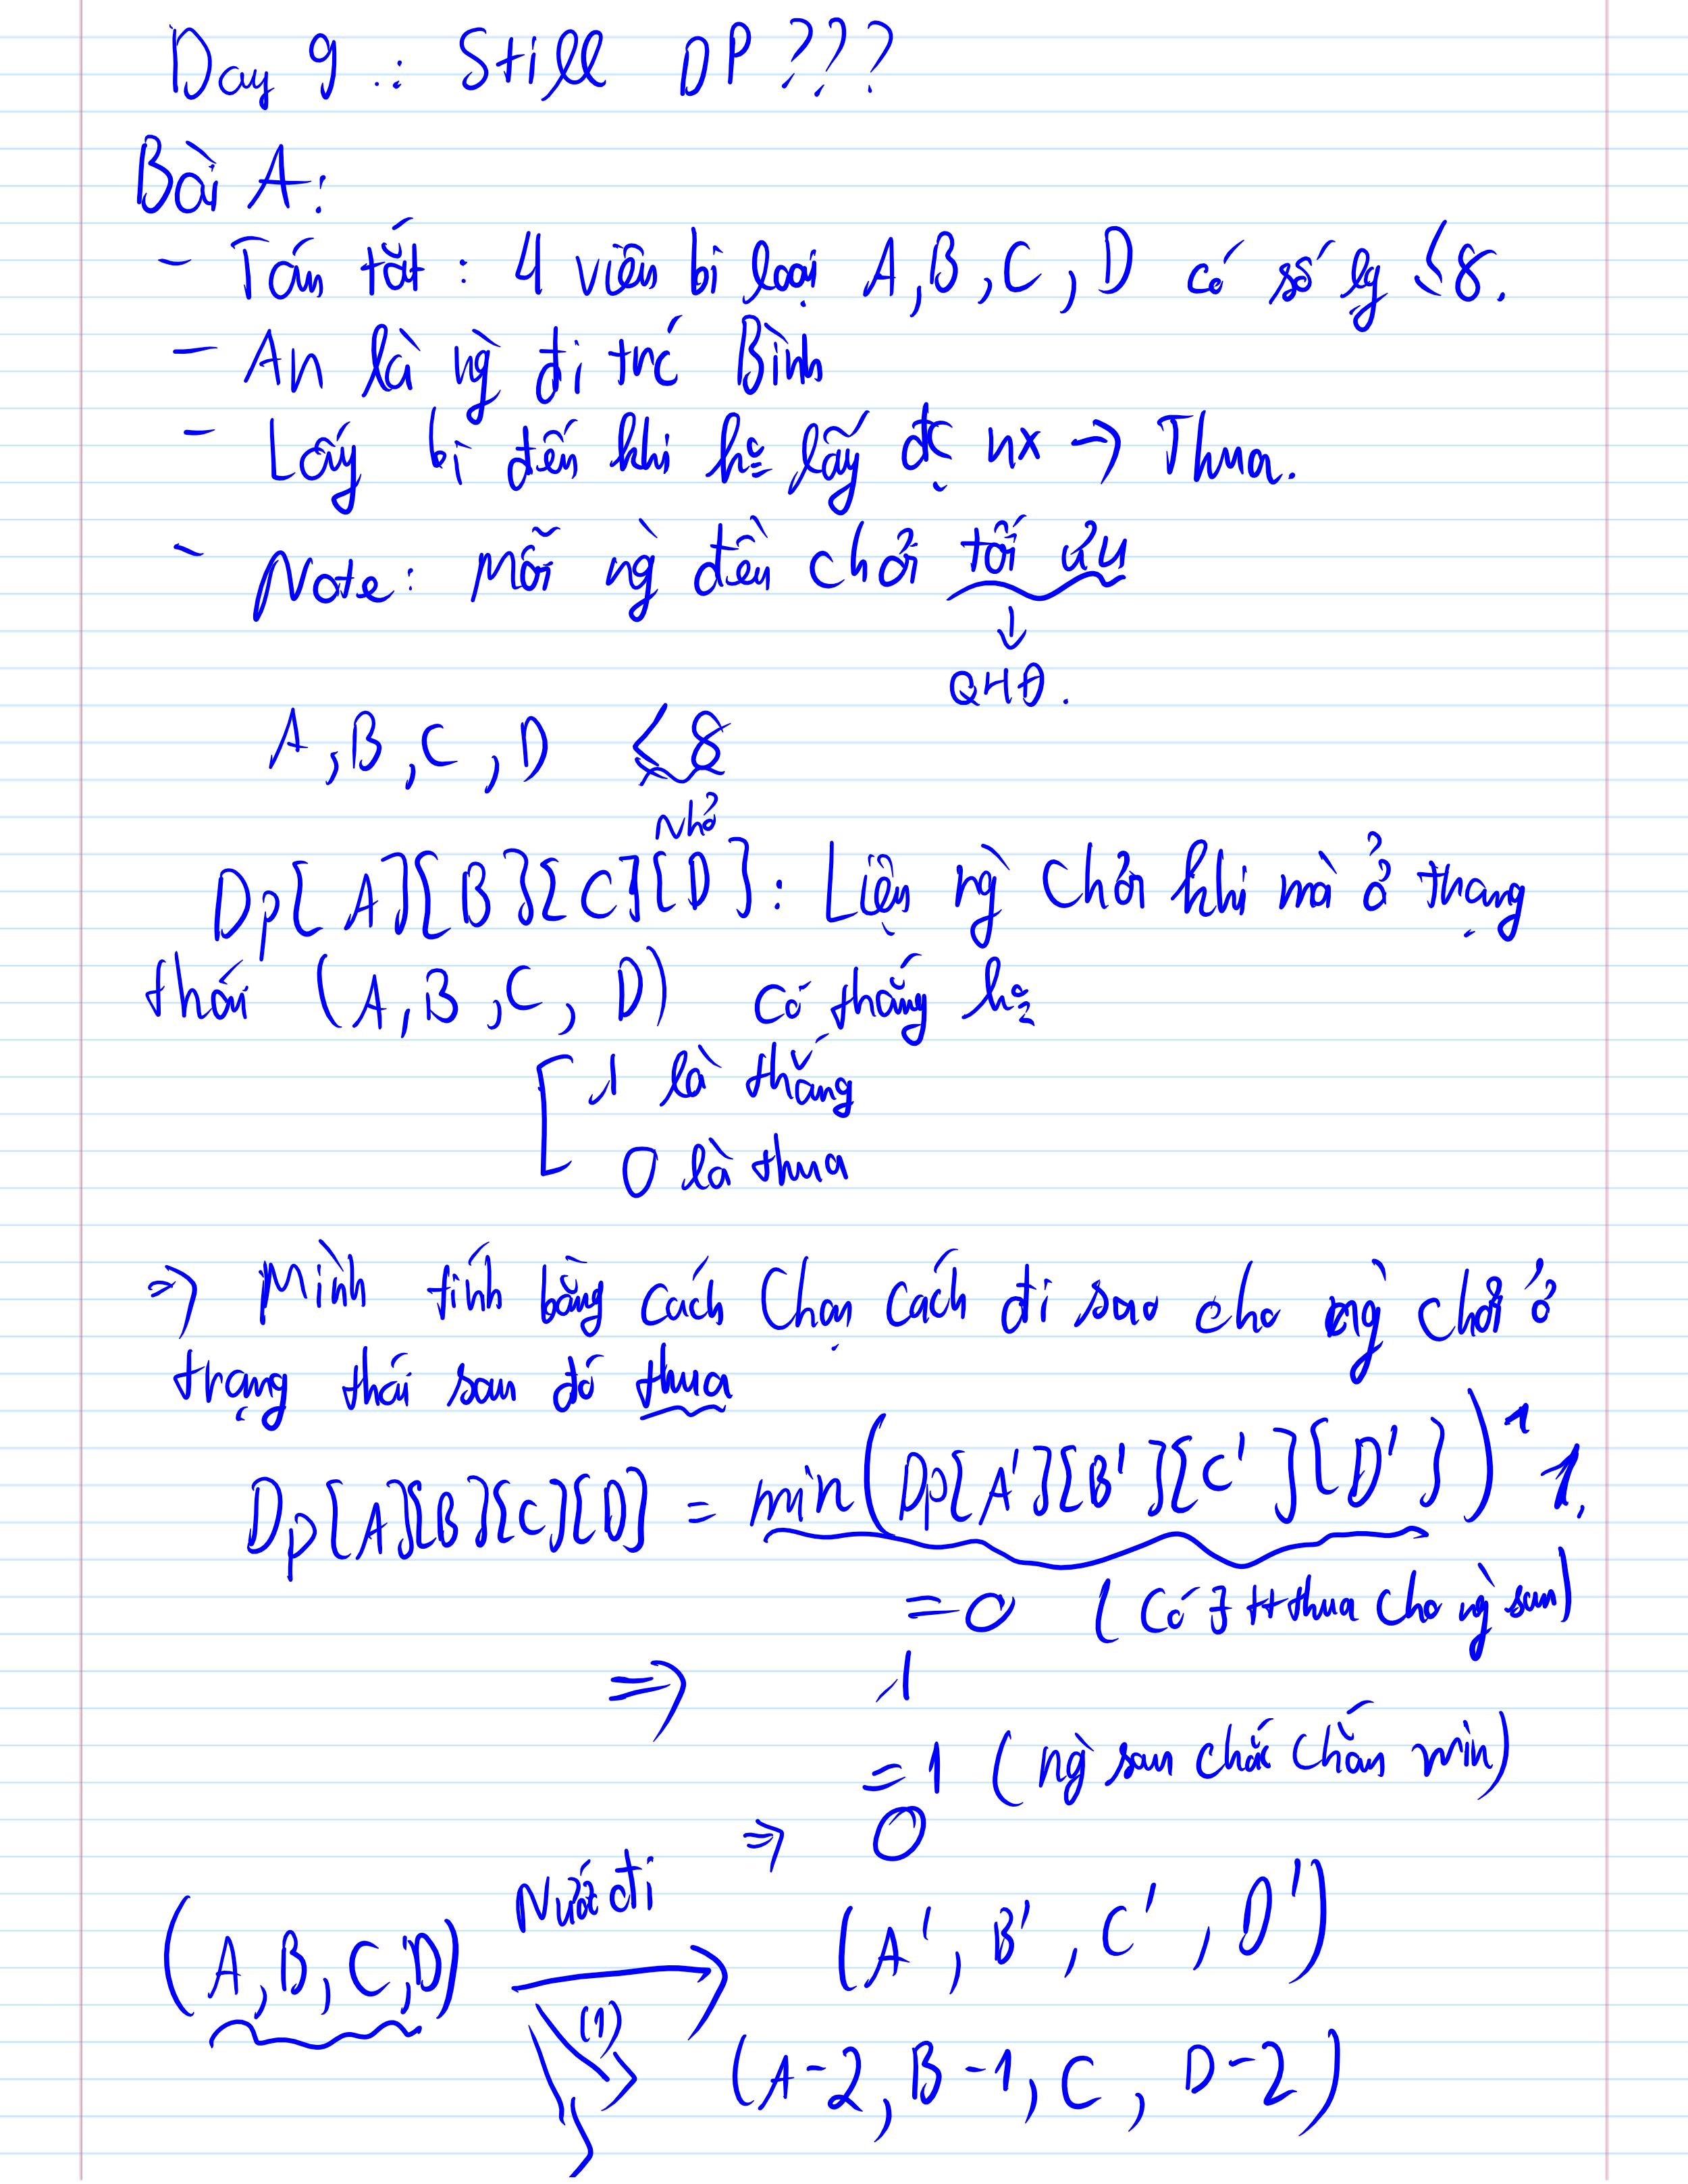 Day 9 : Still DP ???
Bài A:
- Tóm tắt : 4 viên bi loại A, B, C, D có số lg ≤ 8.
- An là ng đi trc Bình
- Lấy bi đến khi ko lấy đc nx → Thua.
- Note: mỗi ng đều chơi tối ưu
↓
QHĐ.
A, B, C, D ≤ 8
Nhỏ
Dp[A][B][C][D] : Liệu ng chơi khi mà ở trạng
thái (A, B, C, D) có thắng ko
1 là thắng
0 là thua
⇒ Mình tính bằng cách chọn cách đi sao cho ng chơi ở
trạng thái sau đó thua
Dp[A][B][C][D] = min(Dp[A'][B'][C'][D']) ^ 1.
= 0 (Có 1 tt thua cho ng sau)
⇒ 1
= 1 (ng sau chắc chắn win)
⇒ 0
(A, B, C, D) Nước đi (A', B', C', D')
(1) (A-2, B-1, C, D-2)